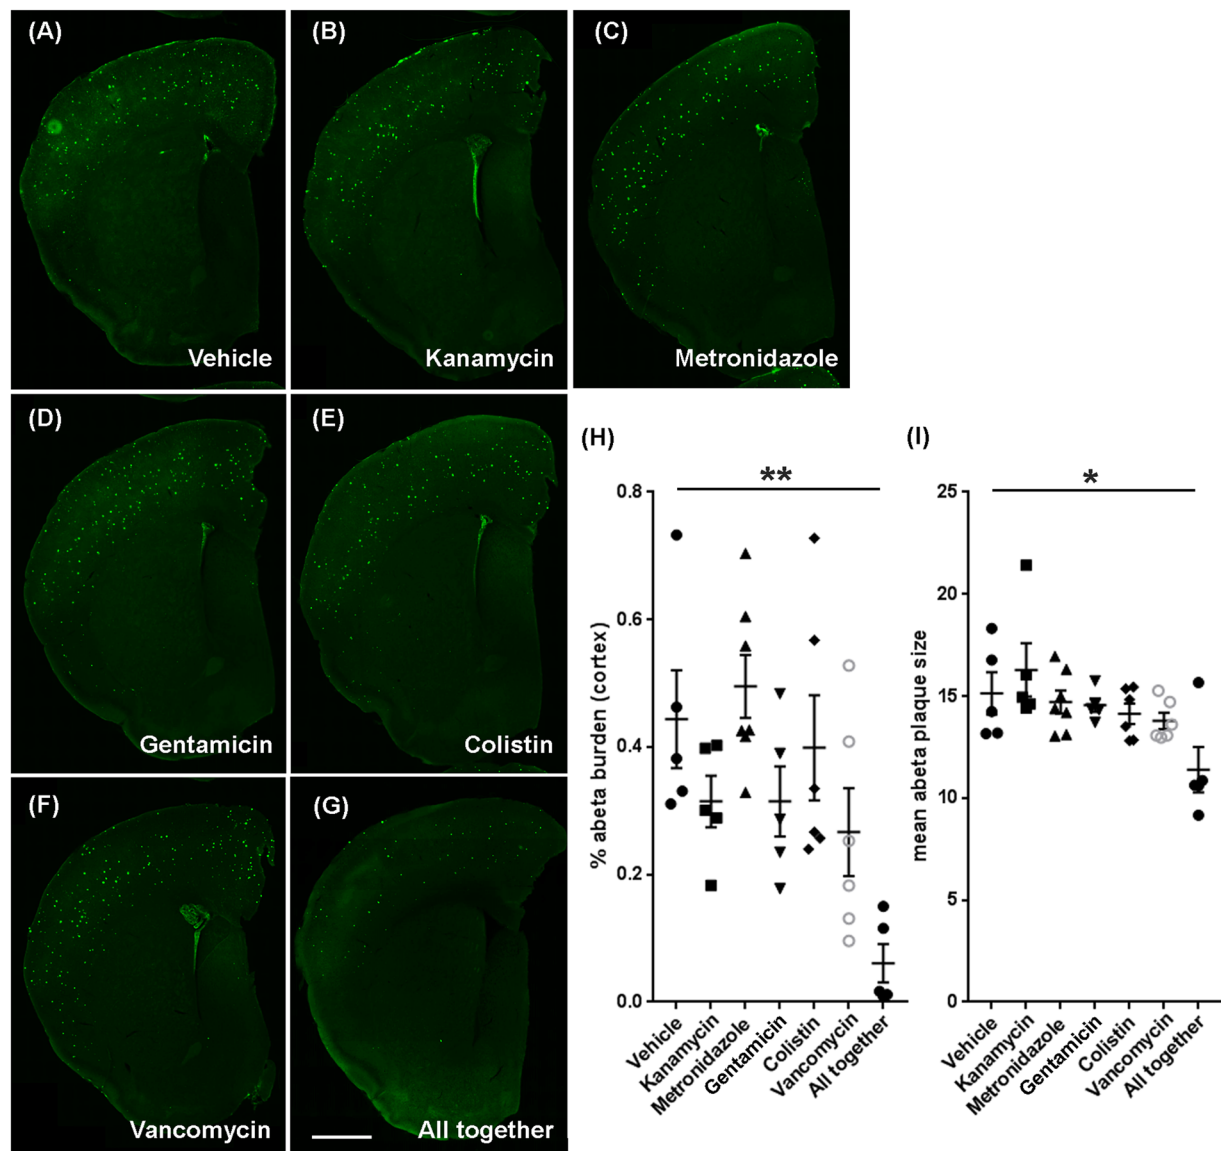 (A)
Vehicle
(B)
Kanamycin
(C)
Metronidazole
(D)
Gentamicin
(E)
Colistin
(F)
Vancomycin
(G)
All together
(H)
**
% abeta burden (cortex)
0.8
0.6
0.4
0.2
0.0
Vehicle
Kanamycin
Metronidazole
Gentamicin
Colistin
Vancomycin
All together
(I)
*
mean abeta plaque size
25
20
15
10
5
0
Vehicle
Kanamycin
Metronidazole
Gentamicin
Colistin
Vancomycin
All together